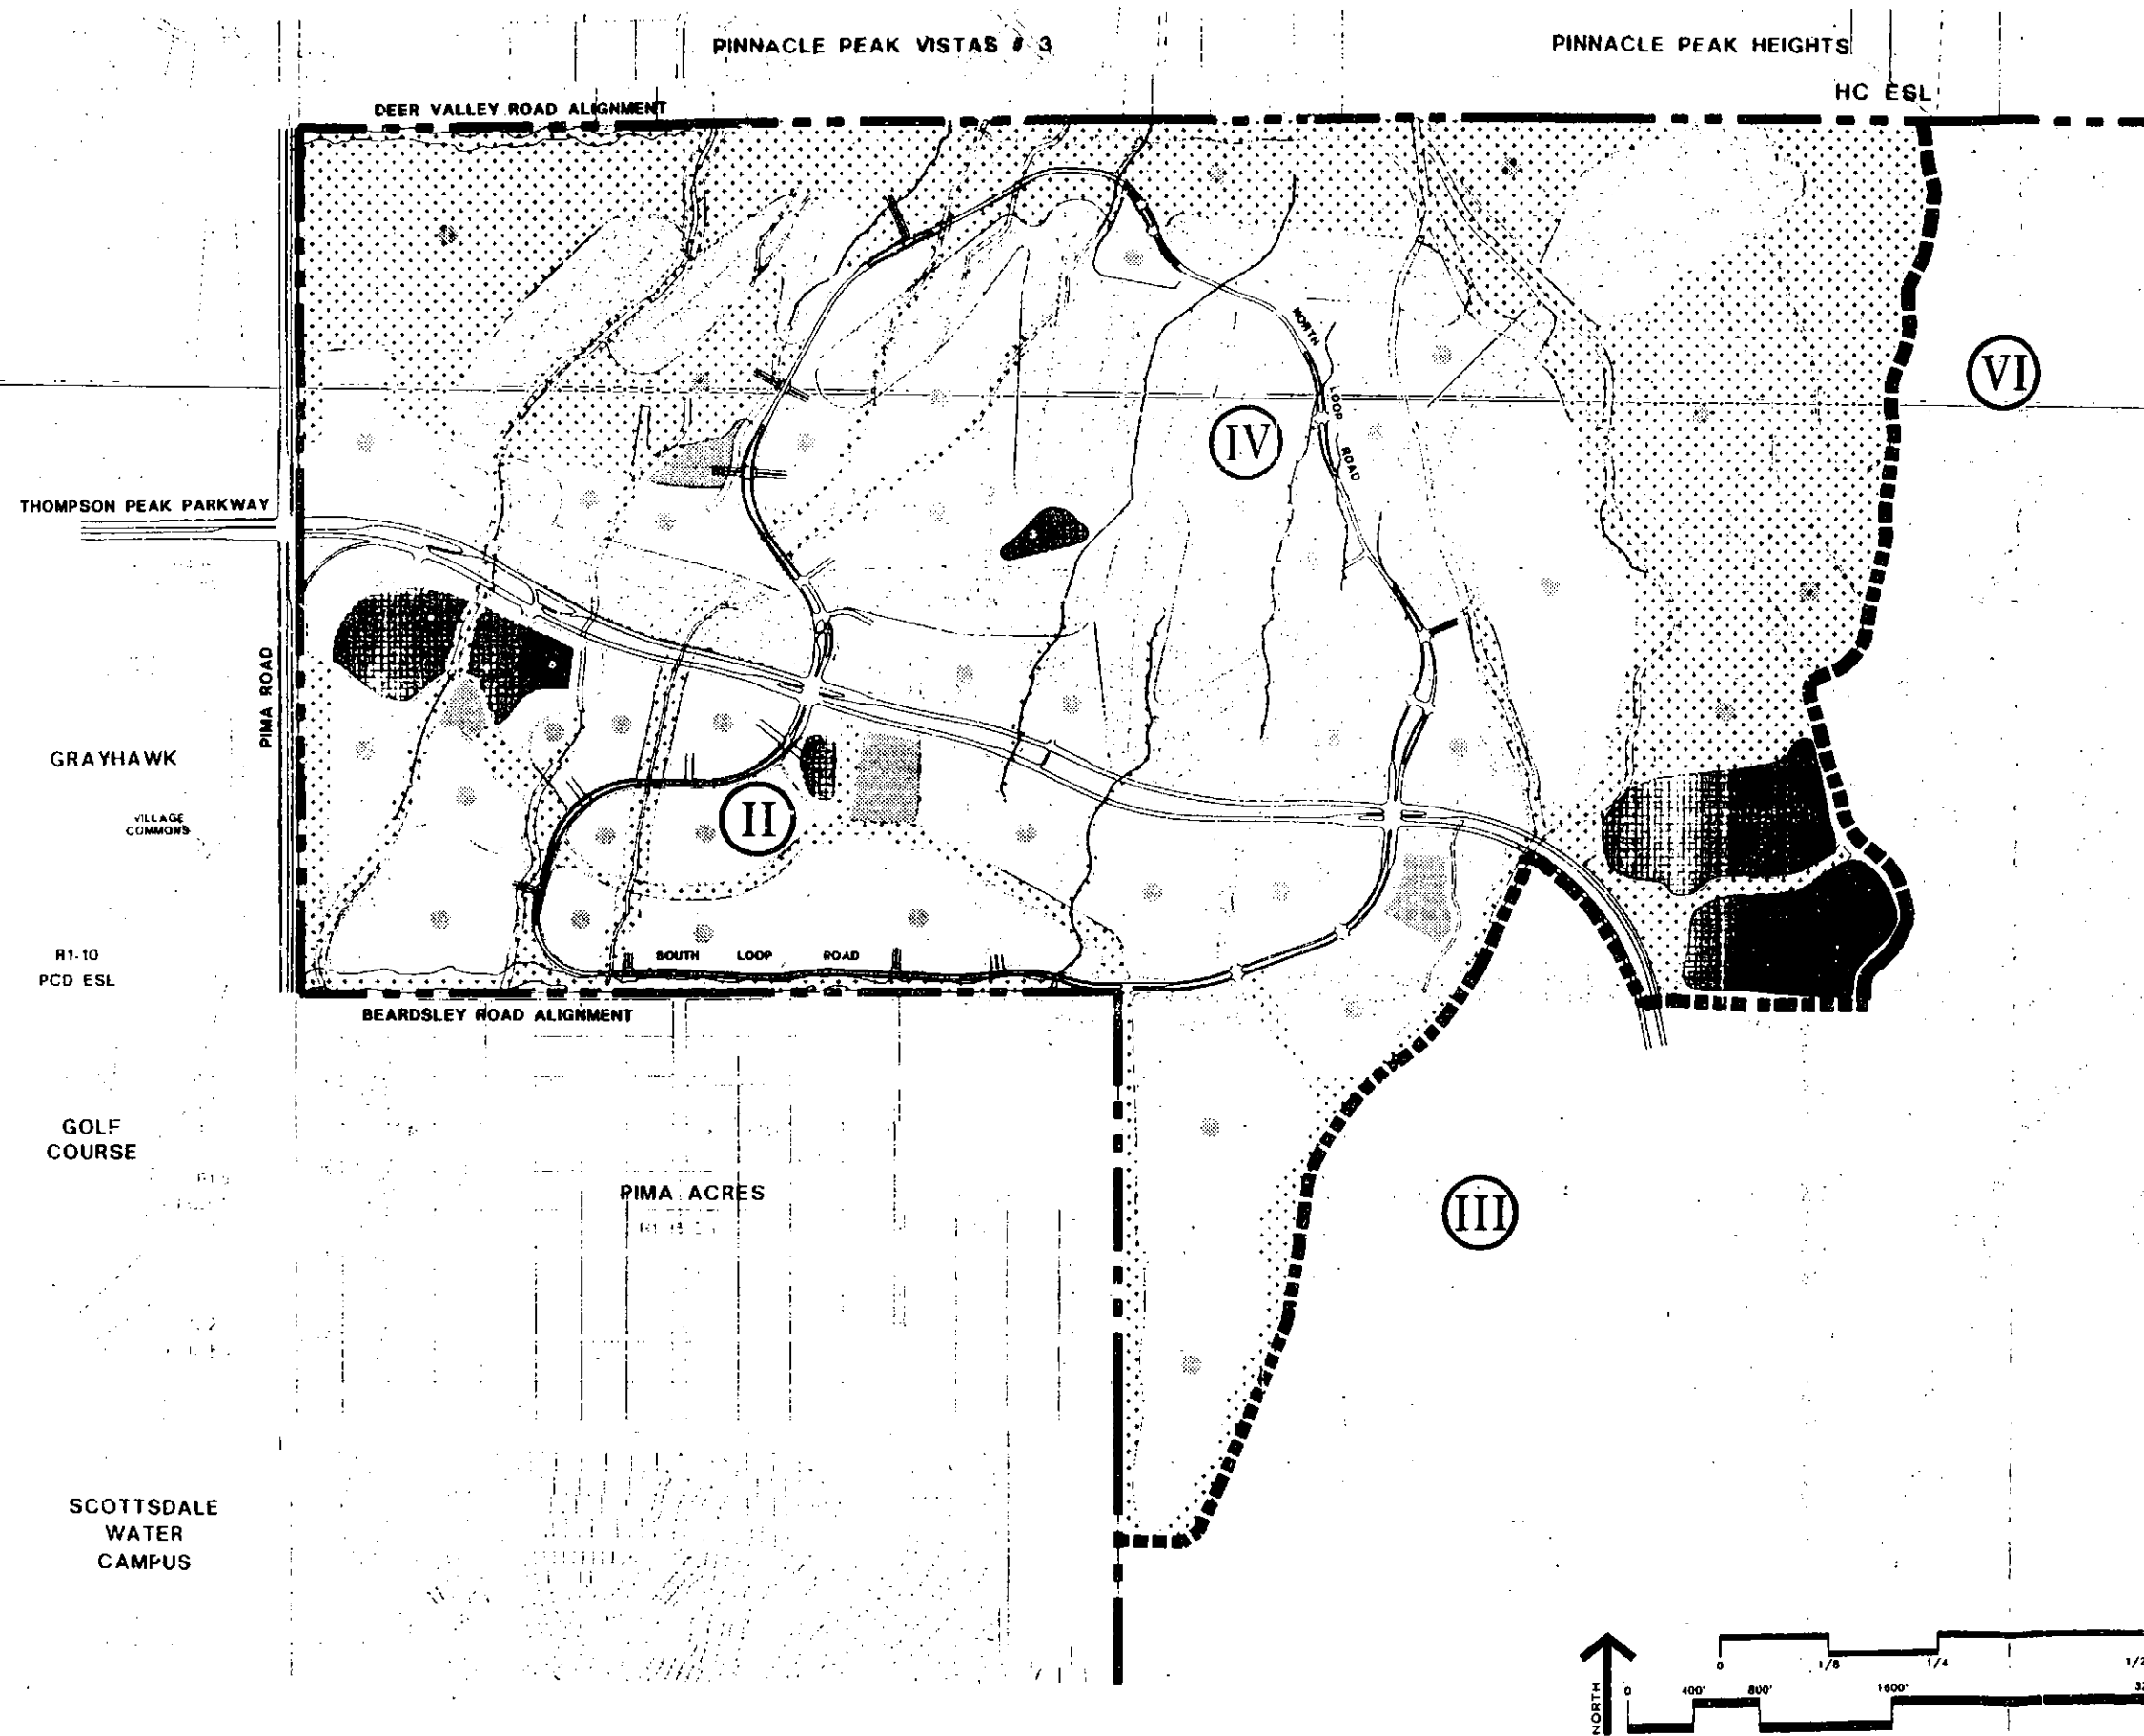 PINNACLE PEAK VISTAS # 3
PINNACLE PEAK HEIGHTS
HC ESL
DEER VALLEY ROAD ALIGNMENT
VI
NORTH
LOOP
ROAD
IV
THOMPSON PEAK PARKWAY
PIMA ROAD
GRAYHAWK
VILLAGE
COMMONS
II
R1-10
PCD ESL
SOUTH LOOP ROAD
BEARDSLEY ROAD ALIGNMENT
GOLF
COURSE
PIMA ACRES
III
SCOTTSDALE
WATER
CAMPUS
NORTH
0 1/8 1/4
0 400' 800' 1600'